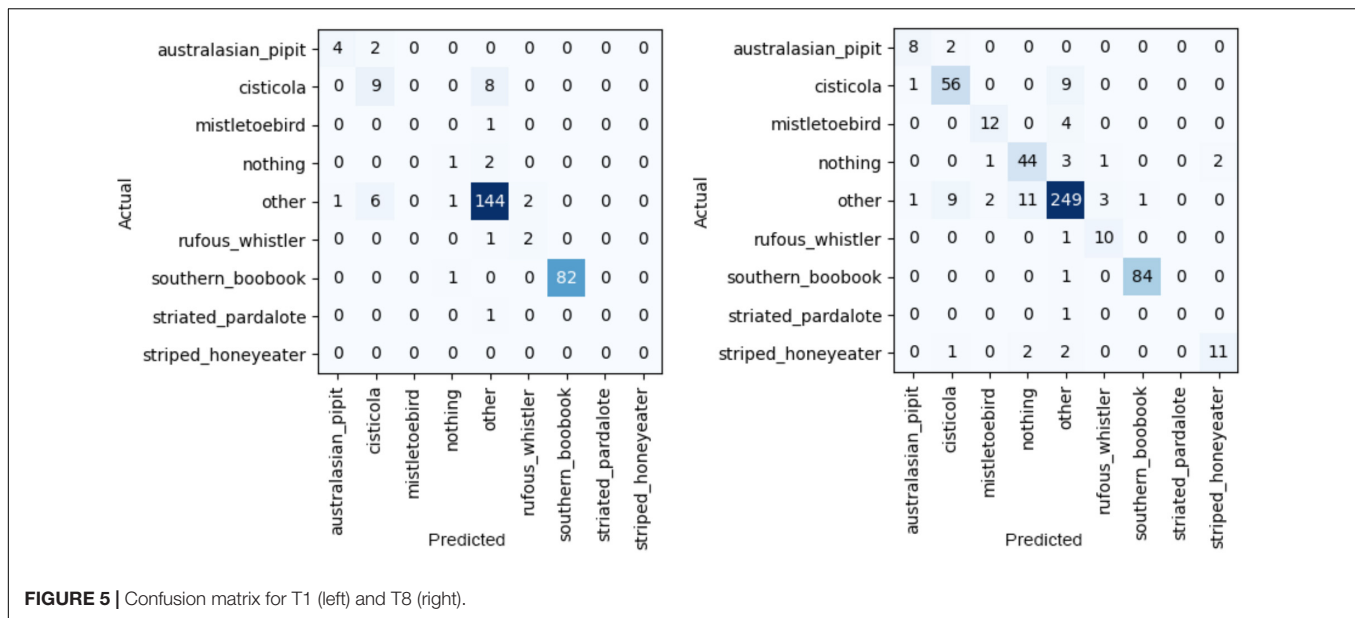 australasian_pipit 4 2 0 0 0 0 0 0 0
cisticola 0 9 0 0 8 0 0 0 0
mistletoebird 0 0 0 0 1 0 0 0 0
nothing 0 0 0 1 2 0 0 0 0
other 1 6 0 1 144 2 0 0 0
rufous_whistler 0 0 0 0 1 2 0 0 0
southern_boobook 0 0 0 1 0 0 82 0 0
striated_pardalote 0 0 0 0 1 0 0 0 0
striped_honeyeater 0 0 0 0 0 0 0 0 0
Actual
australasian_pipit
cisticola
mistletoebird
nothing
other
rufous_whistler
southern_boobook
striated_pardalote
striped_honeyeater
Predicted
australasian_pipit 8 2 0 0 0 0 0 0 0
cisticola 1 56 0 0 9 0 0 0 0
mistletoebird 0 0 12 0 4 0 0 0 0
nothing 0 0 1 44 3 1 0 0 2
other 1 9 2 11 249 3 1 0 0
rufous_whistler 0 0 0 0 1 10 0 0 0
southern_boobook 0 0 0 0 1 0 84 0 0
striated_pardalote 0 0 0 0 1 0 0 0 0
striped_honeyeater 0 1 0 2 2 0 0 0 11
Actual
australasian_pipit
cisticola
mistletoebird
nothing
other
rufous_whistler
southern_boobook
striated_pardalote
striped_honeyeater
Predicted
FIGURE 5 | Confusion matrix for T1 (left) and T8 (right).